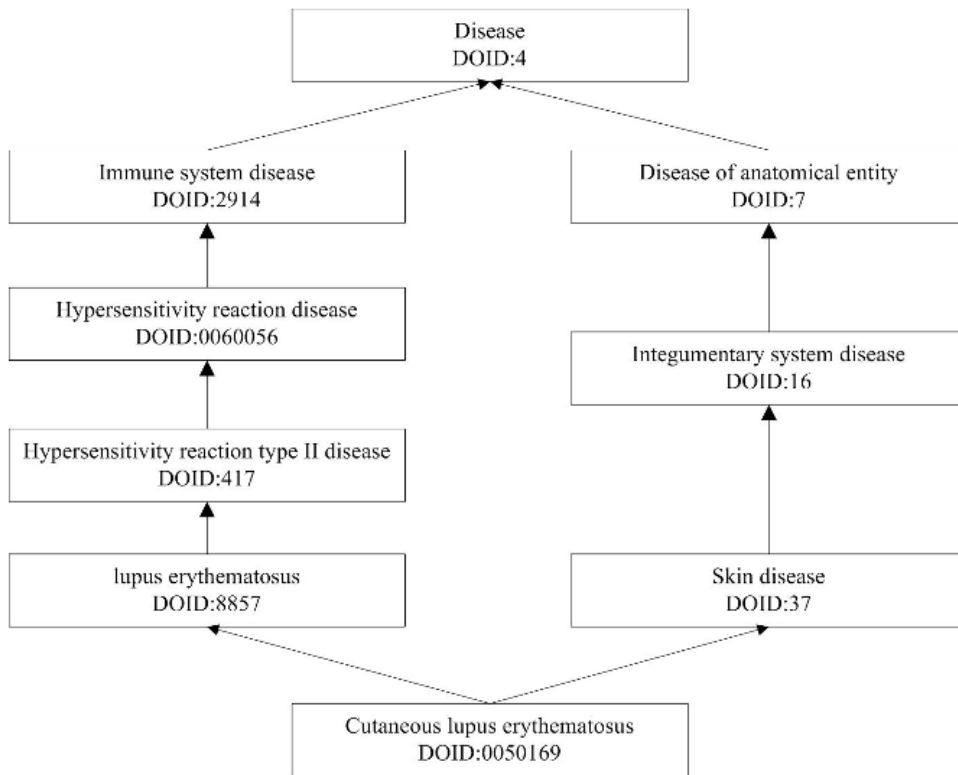 Disease
DOID:4
Immune system disease
DOID:2914
Disease of anatomical entity
DOID:7
Hypersensitivity reaction disease
DOID:0060056
Integumentary system disease
DOID:16
Hypersensitivity reaction type II disease
DOID:417
lupus erythematosus
DOID:8857
Skin disease
DOID:37
Cutaneous lupus erythematosus
DOID:0050169